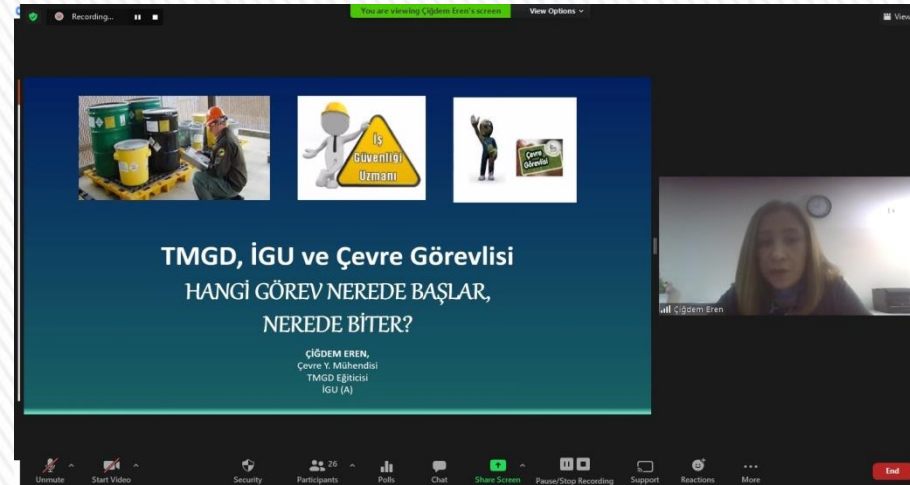 Recording...
You are viewing Çiğdem Eren's screen
View Options
View
İş
Güvenliği
Uzmanı
Çevre
Görevlisi
TMGD, İGU ve Çevre Görevlisi
HANGİ GÖREV NEREDE BAŞLAR,
NEREDE BİTER?
ÇİĞDEM EREN,
Çevre Y. Mühendisi
TMGD Eğiticisi
İGU (A)
Çiğdem Eren
Unmute
Start Video
Security
Participants
26
Polls
Chat
Share Screen
Pause/Stop Recording
Support
Reactions
More
End